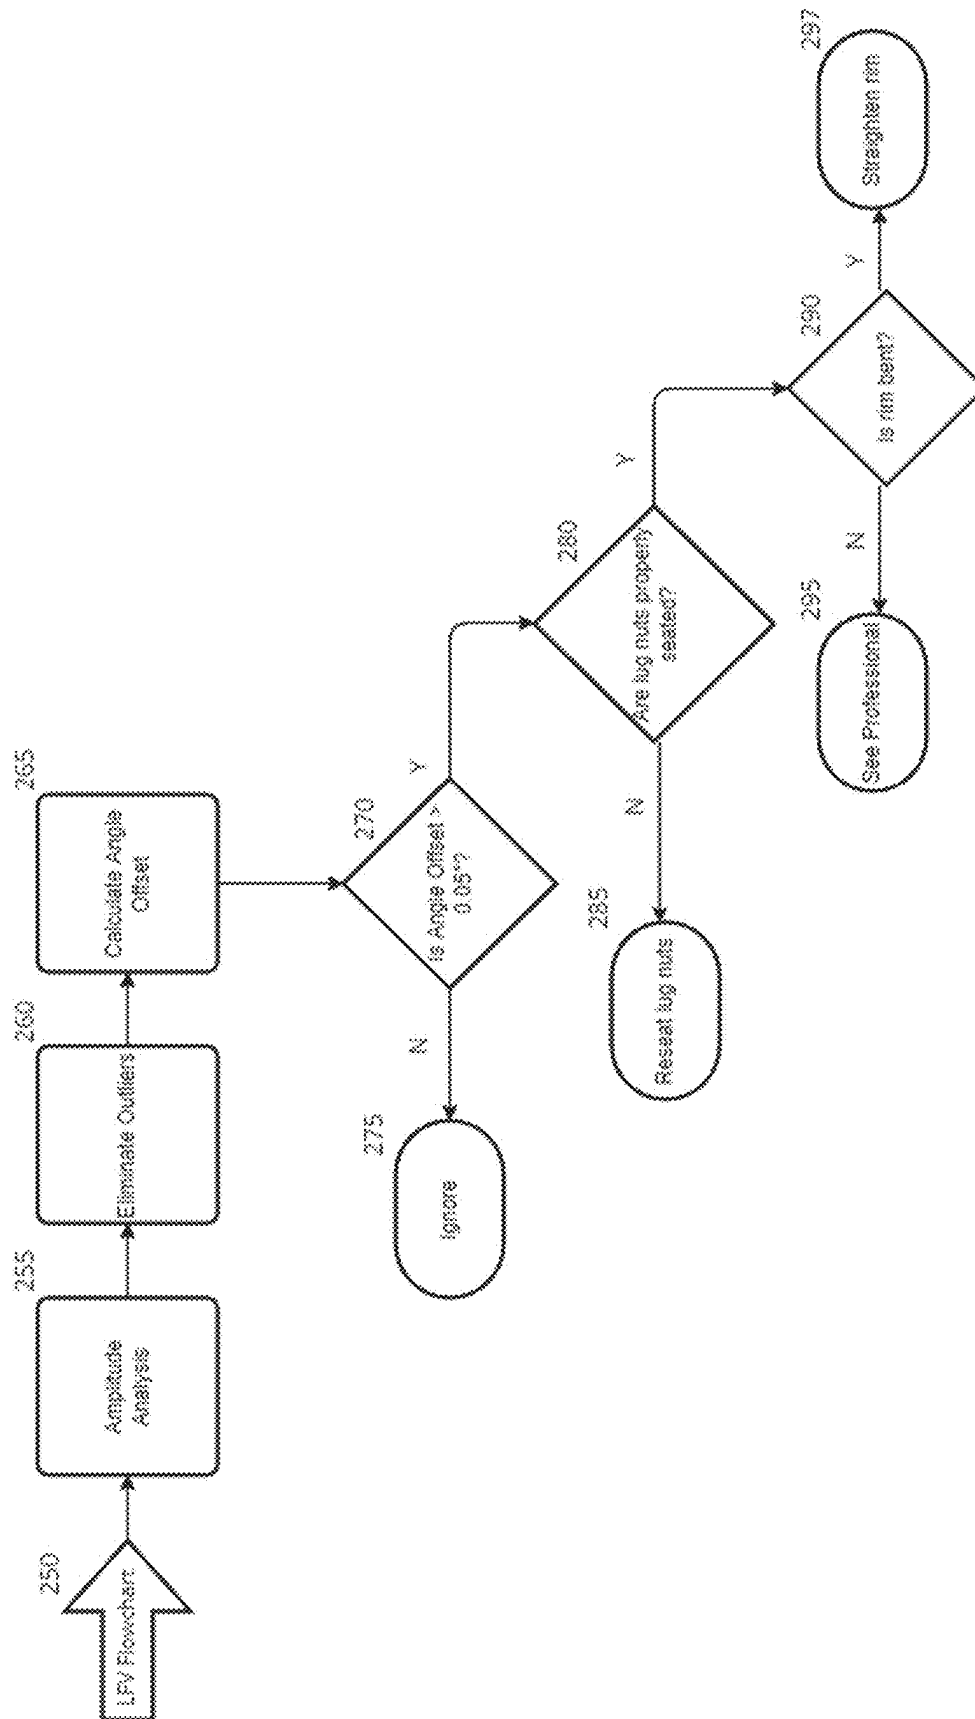 250
LFV Flowchart
255
Amplitude
Analysis
260
Eliminate Outliers
265
Calculate Angle
Offset
270
Is Angle Offset >
0.05°?
N
Y
275
Ignore
280
Are lug nuts properly
seated?
N
Y
285
Reseat lug nuts
290
Is rim bent?
N
Y
295
See Professional
297
Straighten rim